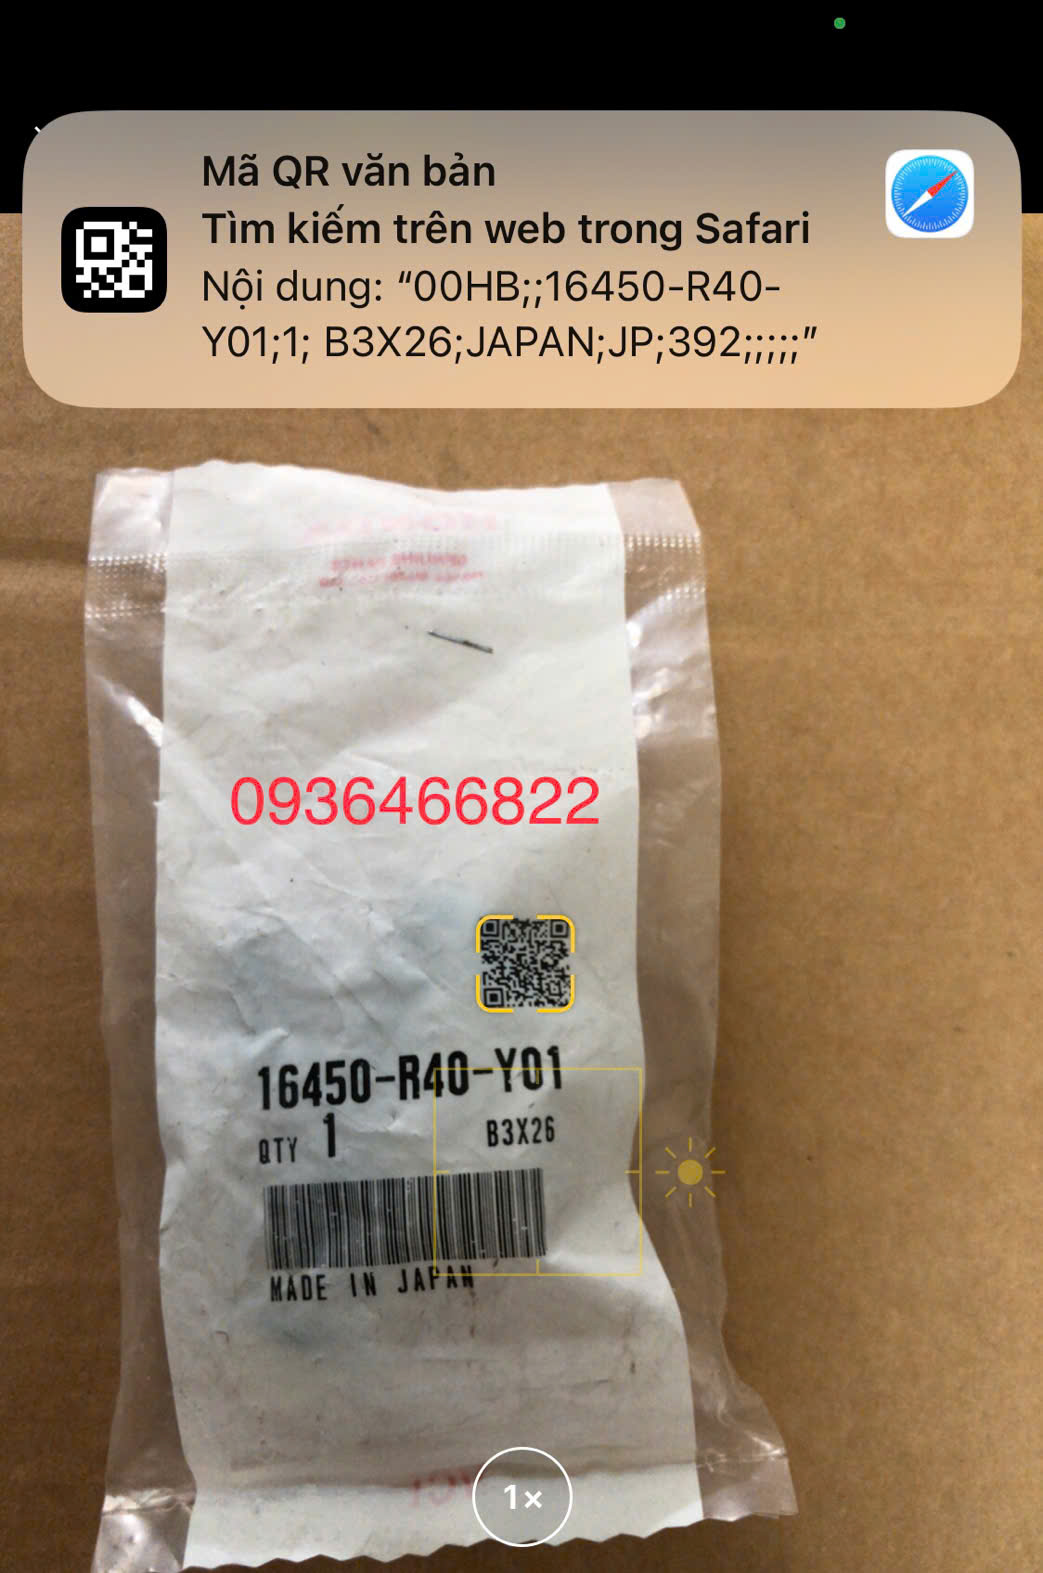 Mã QR văn bản
Tìm kiếm trên web trong Safari
Nội dung: “00HB;;16450-R40-
Y01;1; B3X26;JAPAN;JP;392;;;;;”
0936466822
16450-R40-Y01
QTY 1 B3X26
MADE IN JAPAN
1×